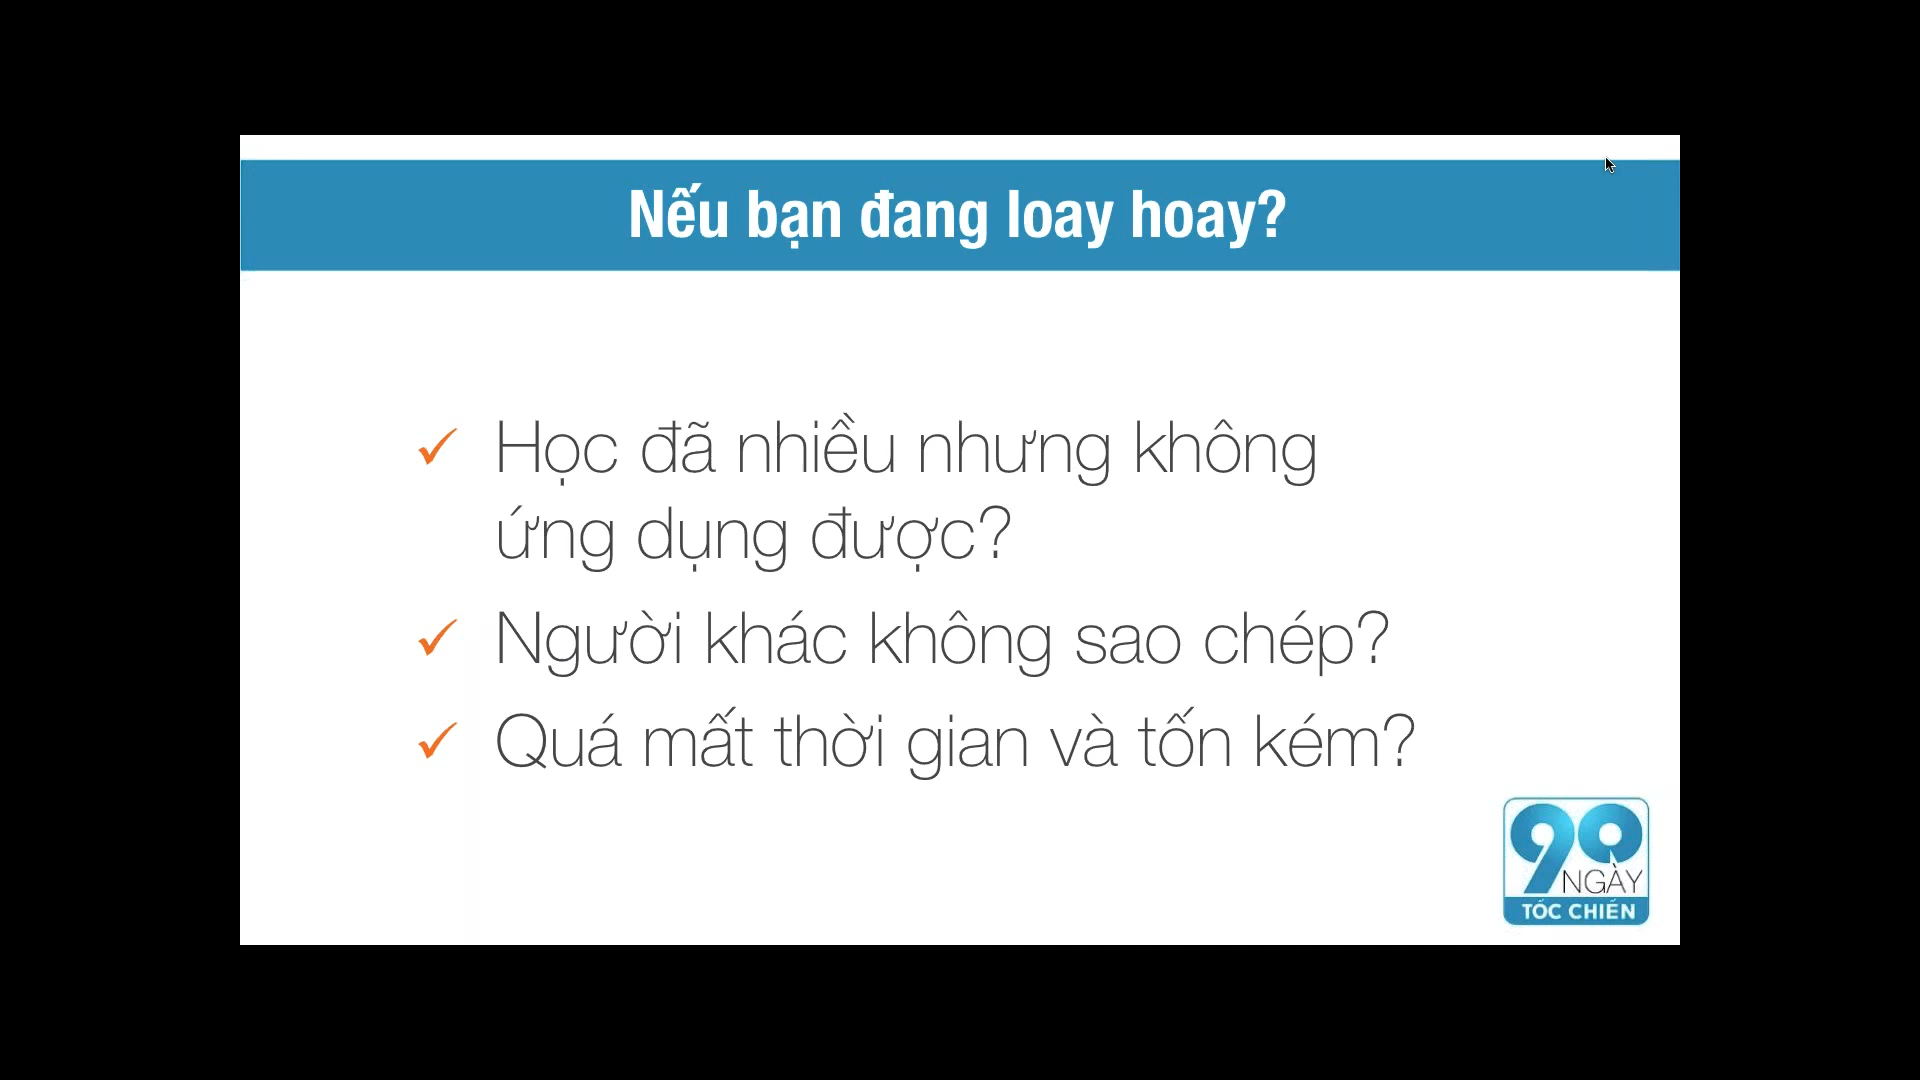 Nếu bạn đang loay hoay?
Học đã nhiều nhưng không
ứng dụng được?
Người khác không sao chép?
Quá mất thời gian và tốn kém?
90
NGÀY
TỐC CHIẾN